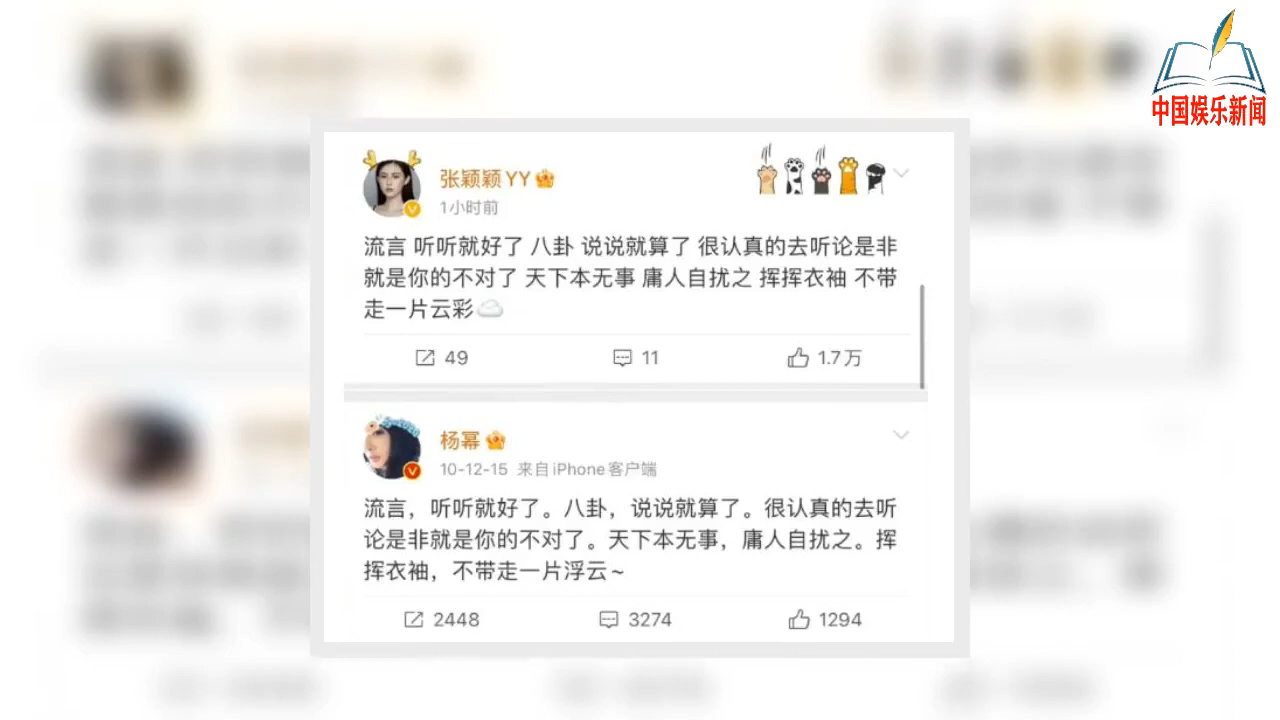 中国娱乐新闻
张颖颖YY
1小时前
流言 听听就好了 八卦 说说就算了 很认真的去听论是非
就是你的不对了 天下本无事 庸人自扰之 挥挥衣袖 不带
走一片云彩
49 11 1.7万
杨幂
10-12-15 来自iPhone客户端
流言，听听就好了。八卦，说说就算了。很认真的去听
论是非就是你的不对了。天下本无事，庸人自扰之。挥
挥衣袖，不带走一片浮云~
2448 3274 1294